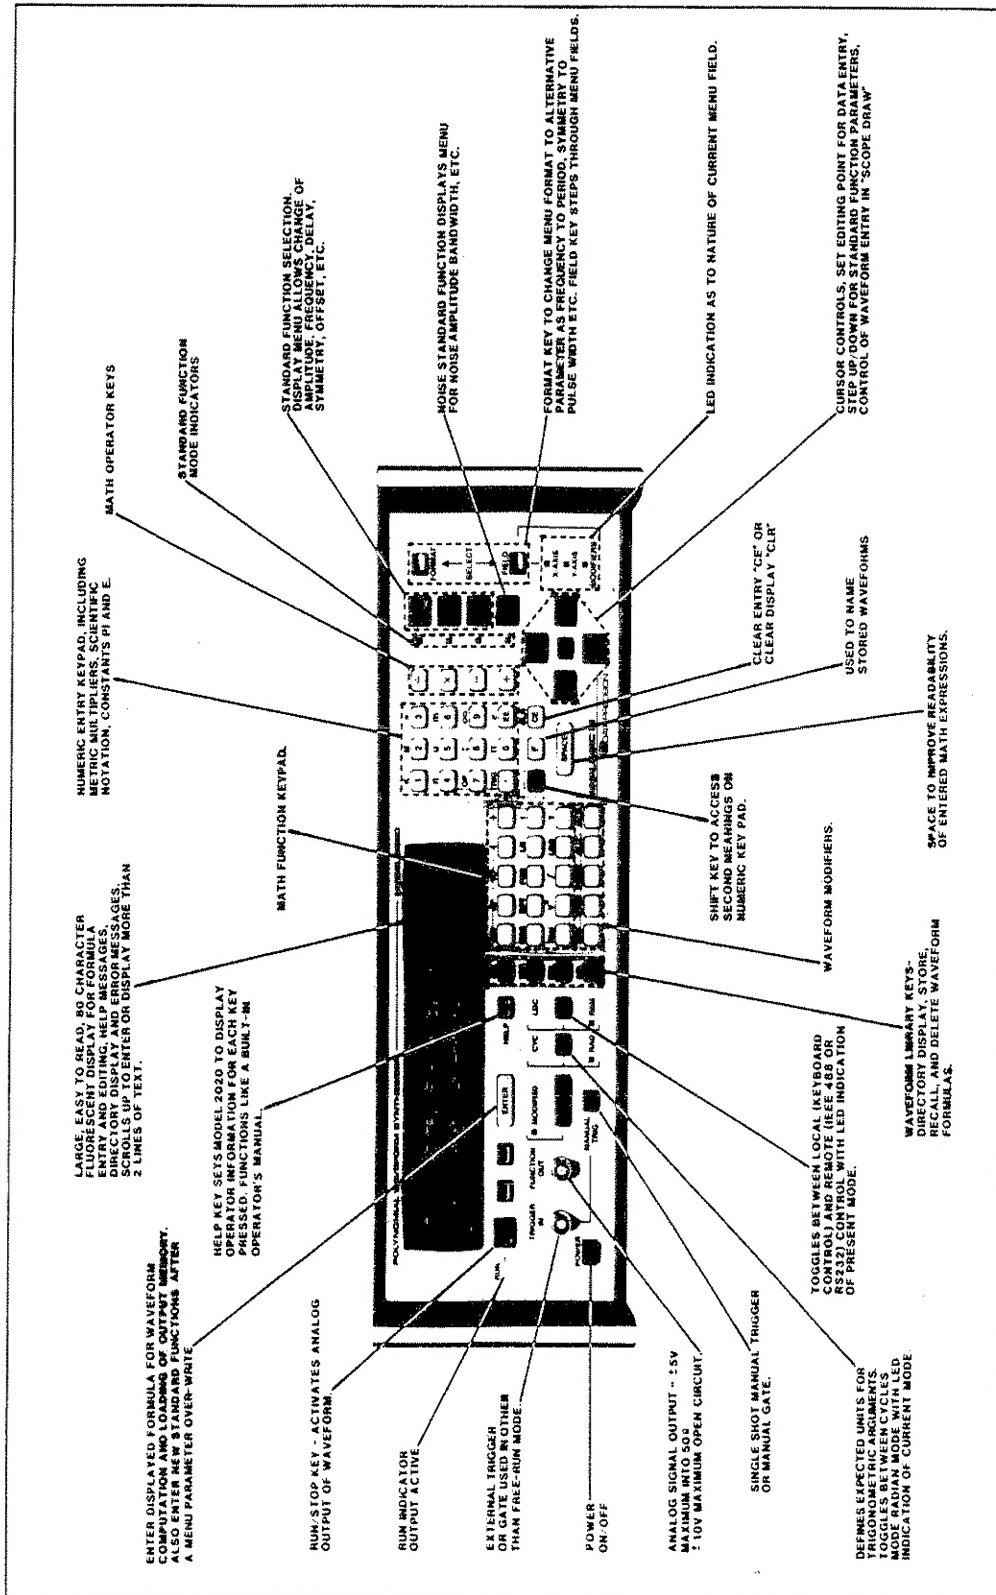 ENTER DISPLAYED FORMULA FOR WAVEFORM
COMPUTATION AND LOADING OF OUTPUT MEMORY.
ALSO ENTER NEW STANDARD FUNCTIONS AFTER
A MENU PARAMETER OVER-WRITE
HELP KEY SETS MODEL 2020 TO DISPLAY
OPERATOR INFORMATION FOR EACH KEY
PRESSED. FUNCTIONS LIKE A BUILT-IN
OPERATOR'S MANUAL.
LARGE, EASY TO READ, 80 CHARACTER
FLUORESCENT DISPLAY FOR FORMULA
ENTRY AND EDITING, HELP MESSAGES,
DIRECTORY DISPLAY AND ERROR MESSAGES.
SCROLLS UP TO ENTER OR DISPLAY MORE THAN
2 LINES OF TEXT.
MATH FUNCTION KEYPAD.
NUMERIC ENTRY KEYPAD, INCLUDING
METRIC MULTIPLIERS, SCIENTIFIC
NOTATION, CONSTANTS PI AND E.
MATH OPERATOR KEYS
STANDARD FUNCTION
MODE INDICATORS
STANDARD FUNCTION SELECTION.
DISPLAY MENU ALLOWS CHANGE OF
AMPLITUDE, FREQUENCY, DELAY,
SYMMETRY, OFFSET, ETC.
NOISE STANDARD FUNCTION DISPLAYS MENU
FOR NOISE AMPLITUDE BANDWIDTH, ETC.
FORMAT KEY TO CHANGE MENU FORMAT TO ALTERNATIVE
PARAMETER AS FREQUENCY TO PERIOD, SYMMETRY TO
PULSE WIDTH ETC. FIELD KEY STEPS THROUGH MENU FIELDS.
LED INDICATION AS TO NATURE OF CURRENT MENU FIELD.
CURSOR CONTROLS, SET EDITING POINT FOR DATA ENTRY,
STEP UP/DOWN FOR STANDARD FUNCTION PARAMETERS,
CONTROL OF WAVEFORM ENTRY IN "SCOPE DRAW"
RUN/STOP KEY - ACTIVATES ANALOG
OUTPUT OF WAVEFORM.
RUN INDICATOR
OUTPUT ACTIVE.
EXTERNAL TRIGGER
OR GATE USED IN OTHER
THAN FREE-RUN MODE.
POWER
ON/OFF
POLYNOMIAL WAVEFORM SYNTHESIZER
RUN
ENTER
HELP
TRIGGER
IN
FUNCTION
OUT
MODIFIED
CYC
LOC
RAD
REM
MANUAL
TRIG
POWER
SPACE
CE
FORMAT
SELECT
FIELD
X-AXIS
Y-AXIS
MODIFIERS
ANALOG SIGNAL OUTPUT - ±5V
MAXIMUM INTO 50Ω
±10V MAXIMUM OPEN CIRCUIT.
SINGLE SHOT MANUAL TRIGGER
OR MANUAL GATE.
DEFINES EXPECTED UNITS FOR
TRIGONOMETRIC ARGUMENTS.
TOGGLES BETWEEN CYCLES
MODE RADIAN MODE WITH LED
INDICATION OF CURRENT MODE.
TOGGLES BETWEEN LOCAL (KEYBOARD
CONTROL) AND REMOTE (IEEE 488 OR
RS232) CONTROL WITH LED INDICATION
OF PRESENT MODE.
WAVEFORM LIBRARY KEYS-
DIRECTORY DISPLAY, STORE,
RECALL, AND DELETE WAVEFORM
FORMULAS.
WAVEFORM MODIFIERS.
SHIFT KEY TO ACCESS
SECOND MEANINGS ON
NUMERIC KEY PAD.
SPACE TO IMPROVE READABILITY
OF ENTERED MATH EXPRESSIONS.
USED TO NAME
STORED WAVEFORMS
CLEAR ENTRY "CE" OR
CLEAR DISPLAY "CLR"